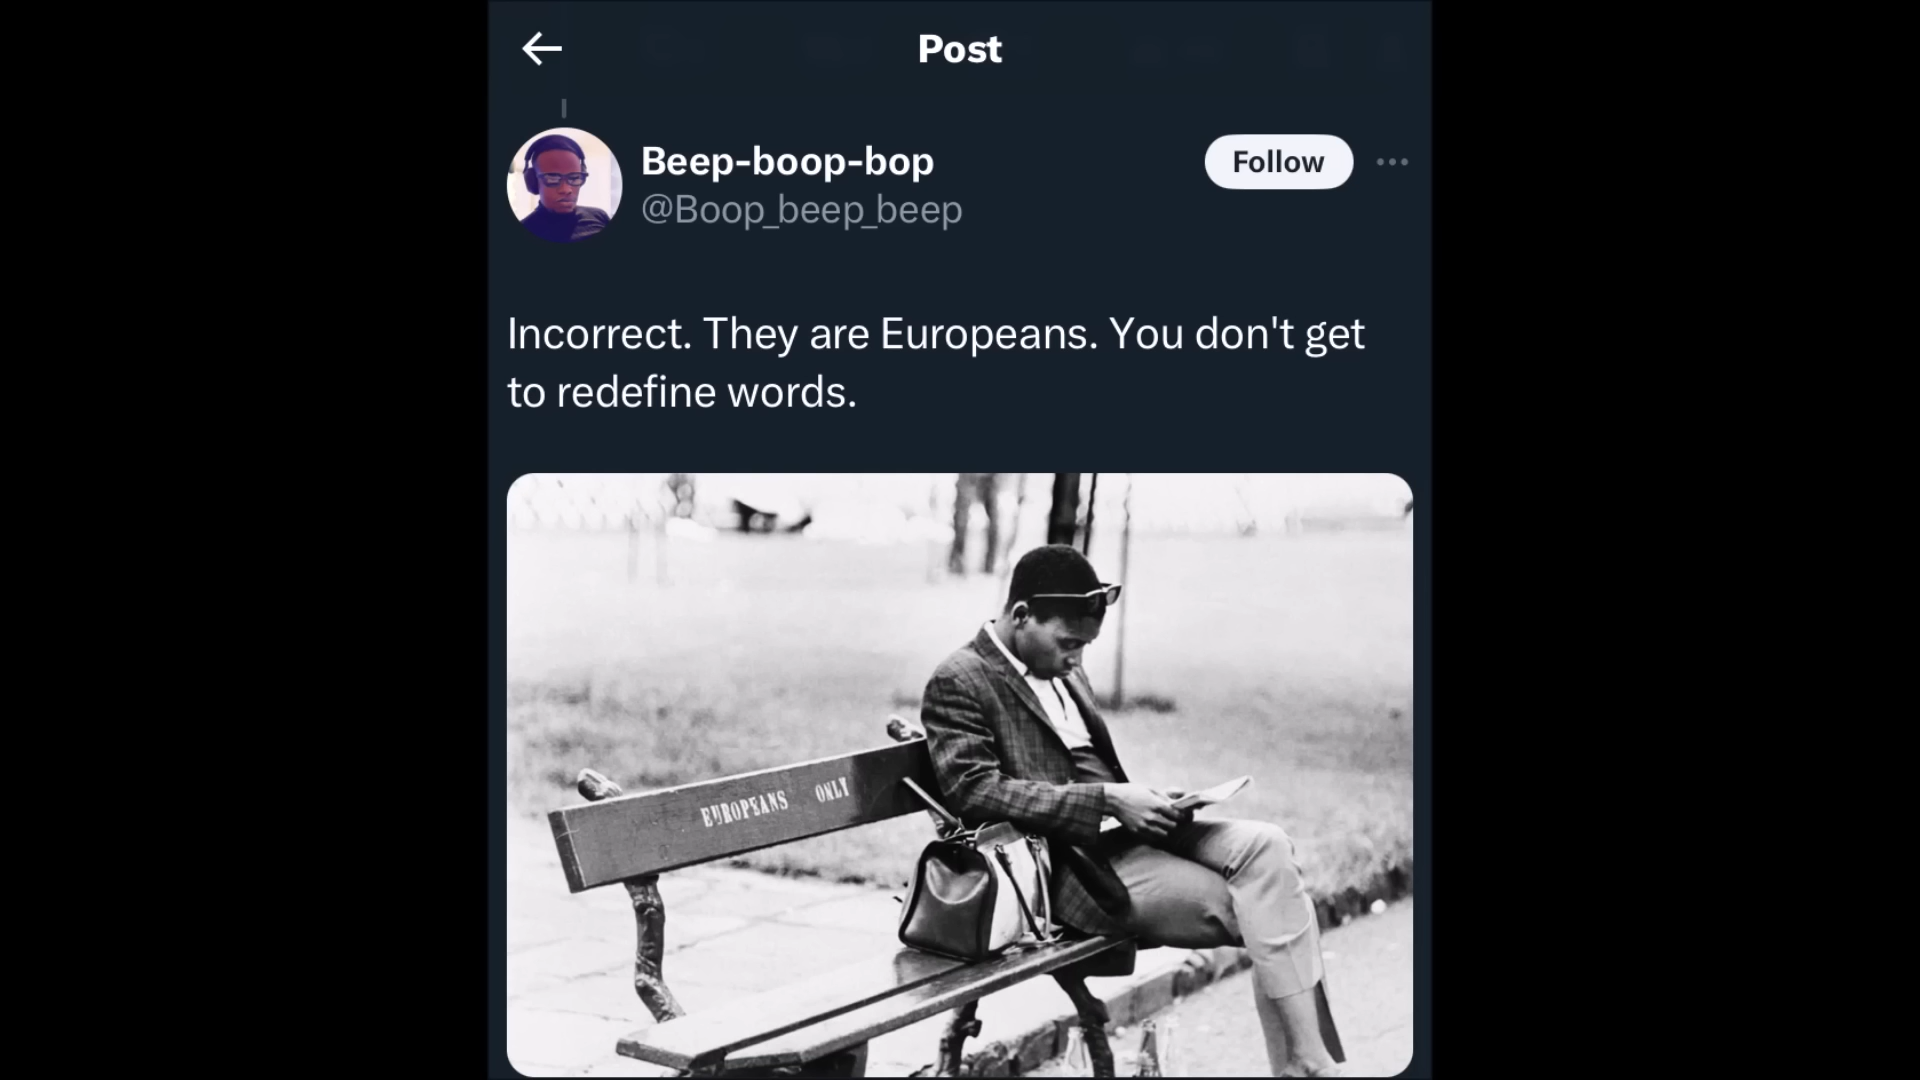 Post
Beep-boop-bop
@Boop_beep_beep
Follow
Incorrect. They are Europeans. You don't get
to redefine words.
EUROPEANS ONLY